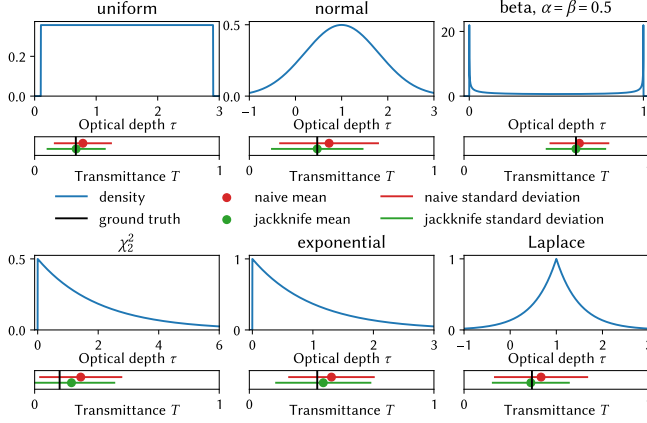 uniform
normal
beta, α = β = 0.5
0.2
0.0
0 1 2 3
Optical depth τ
0.5
0.0
−1 0 1 2 3
Optical depth τ
20
0
0 1
Optical depth τ
0 1
Transmittance T
0 1
Transmittance T
0 1
Transmittance T
density
naive mean
naive standard deviation
ground truth
jackknife mean
jackknife standard deviation
χ₂²
exponential
Laplace
0.5
0.0
0 2 4 6
Optical depth τ
1
0
0 1 2 3
Optical depth τ
1
0
−1 0 1 2 3
Optical depth τ
0 1
Transmittance T
0 1
Transmittance T
0 1
Transmittance T